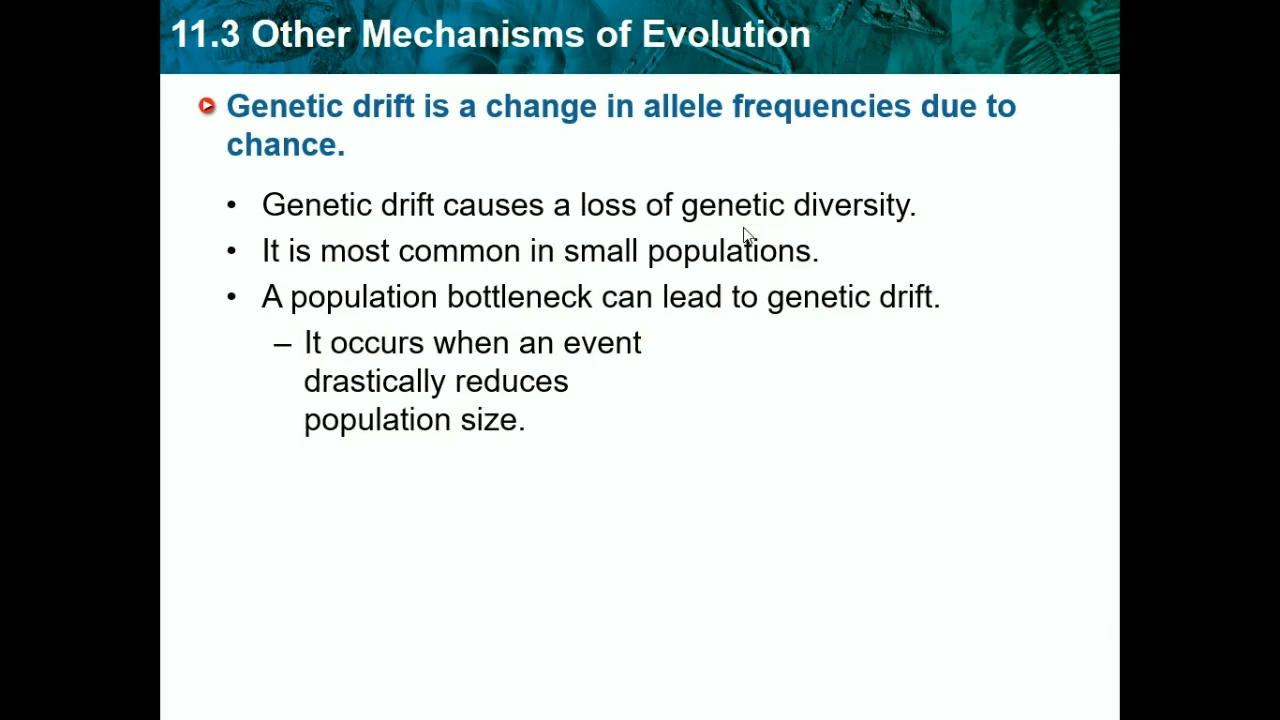 11.3 Other Mechanisms of Evolution
Genetic drift is a change in allele frequencies due to
chance.
• Genetic drift causes a loss of genetic diversity.
• It is most common in small populations.
• A population bottleneck can lead to genetic drift.
– It occurs when an event
drastically reduces
population size.